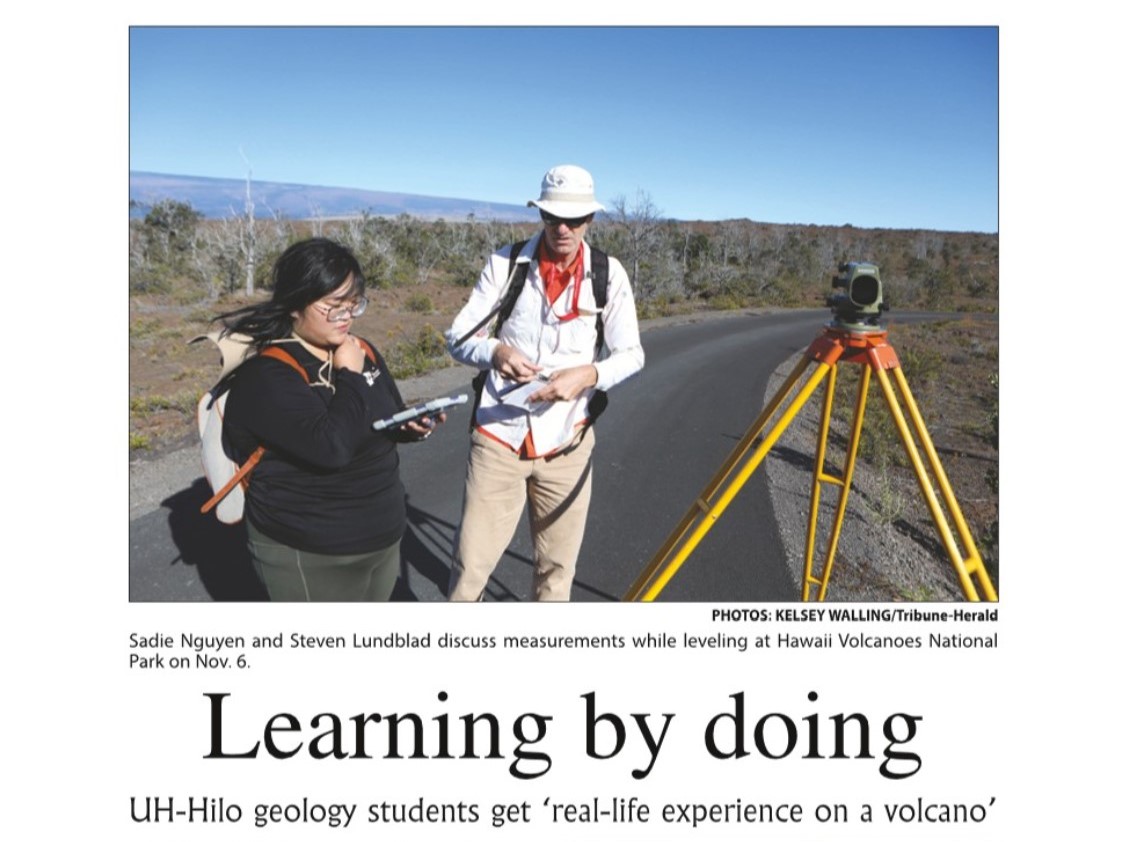 PHOTOS: KELSEY WALLING/Tribune-Herald
Sadie Nguyen and Steven Lundblad discuss measurements while leveling at Hawaii Volcanoes National
Park on Nov. 6.
Learning by doing
UH-Hilo geology students get ‘real-life experience on a volcano’